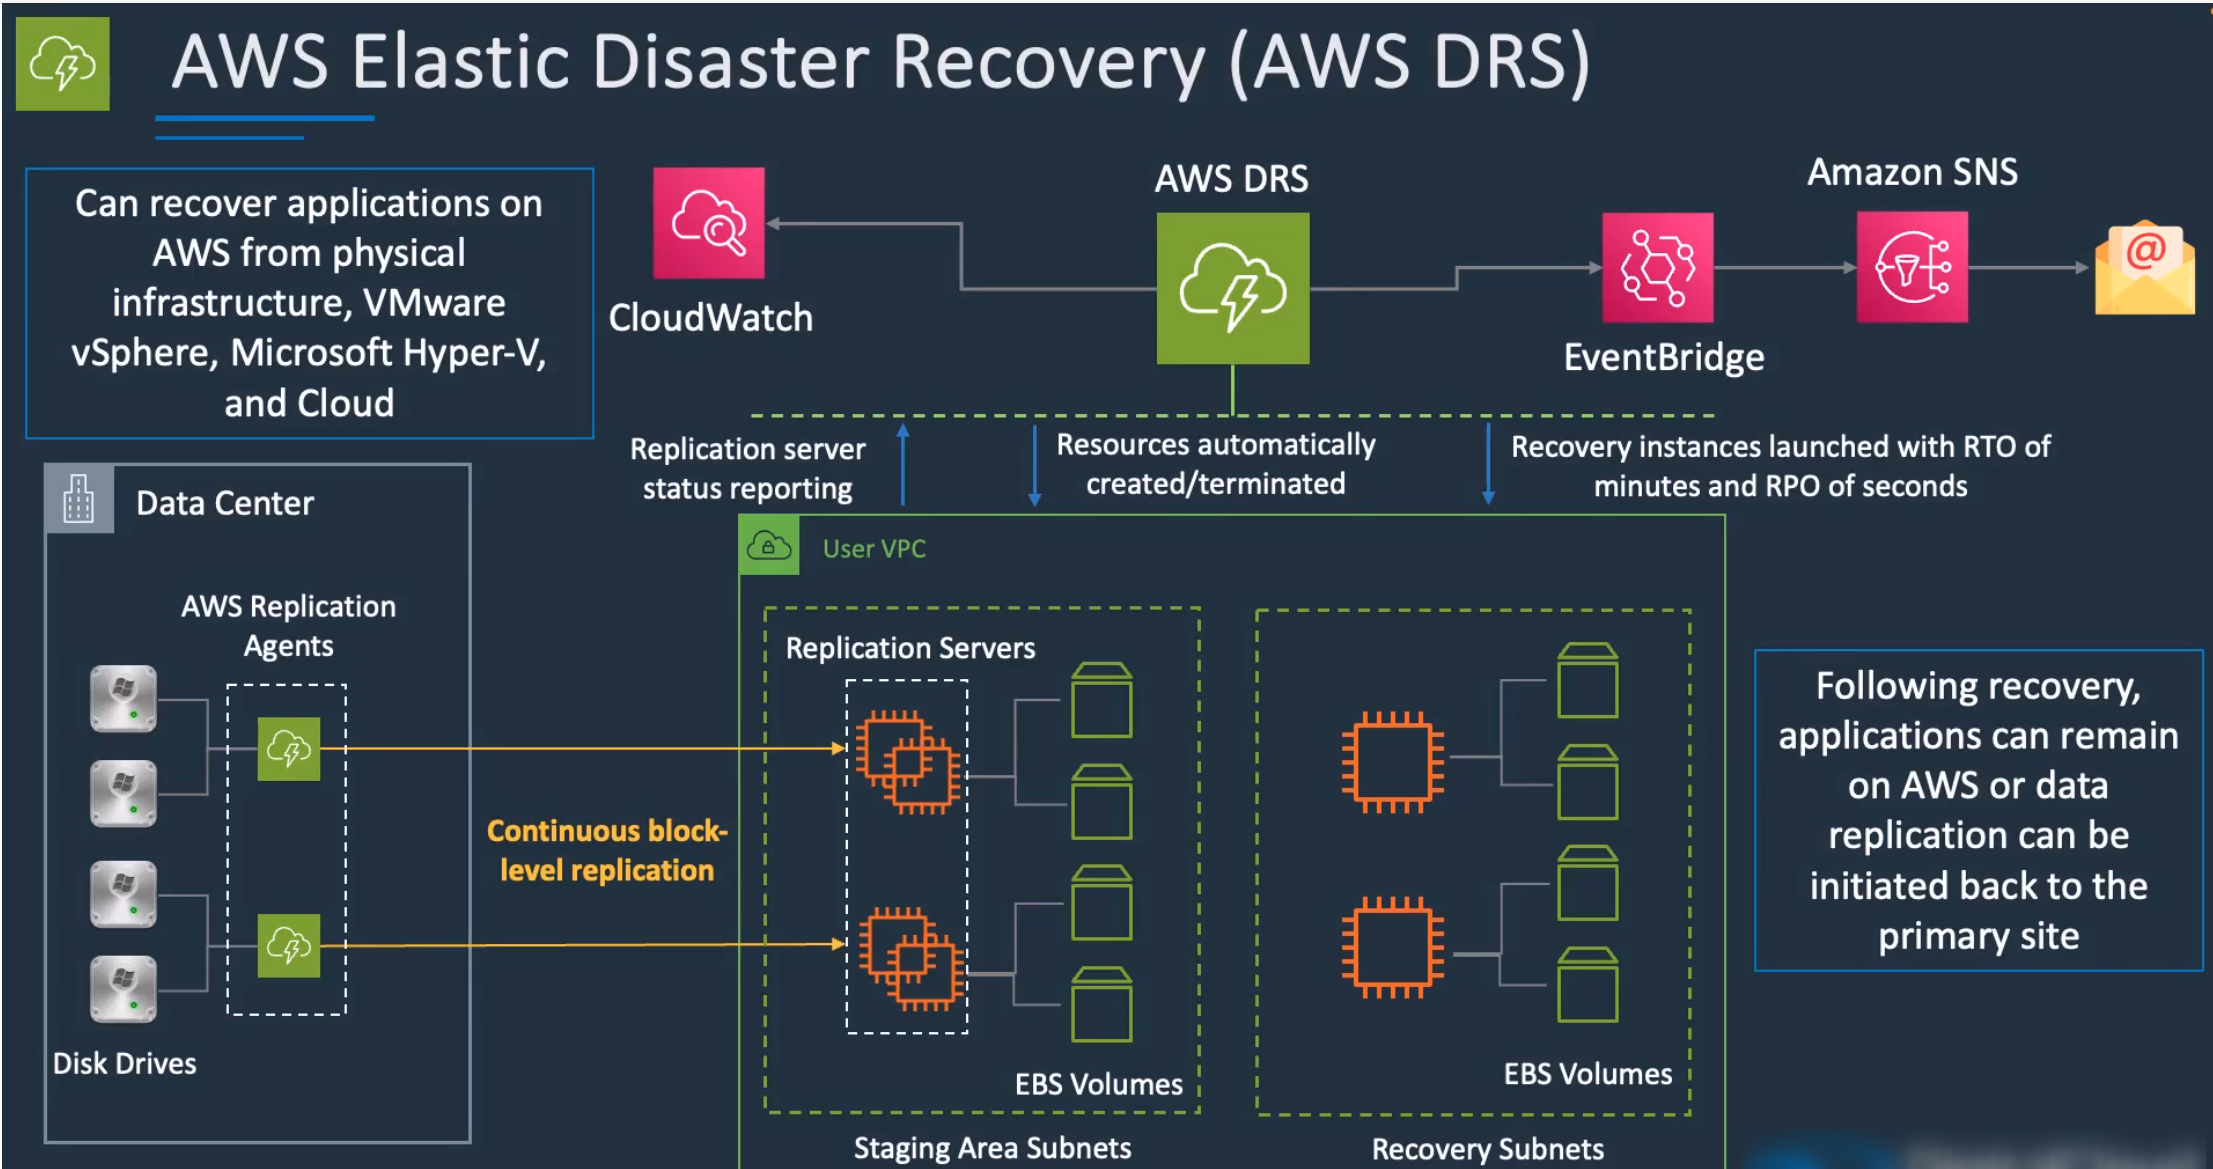 AWS Elastic Disaster Recovery (AWS DRS)
Can recover applications on
AWS from physical
infrastructure, VMware
vSphere, Microsoft Hyper-V,
and Cloud
CloudWatch
AWS DRS
EventBridge
Amazon SNS
@
Replication server
status reporting
Resources automatically
created/terminated
Recovery instances launched with RTO of
minutes and RPO of seconds
Data Center
AWS Replication
Agents
Disk Drives
Continuous block-
level replication
User VPC
Replication Servers
EBS Volumes
Staging Area Subnets
EBS Volumes
Recovery Subnets
Following recovery,
applications can remain
on AWS or data
replication can be
initiated back to the
primary site